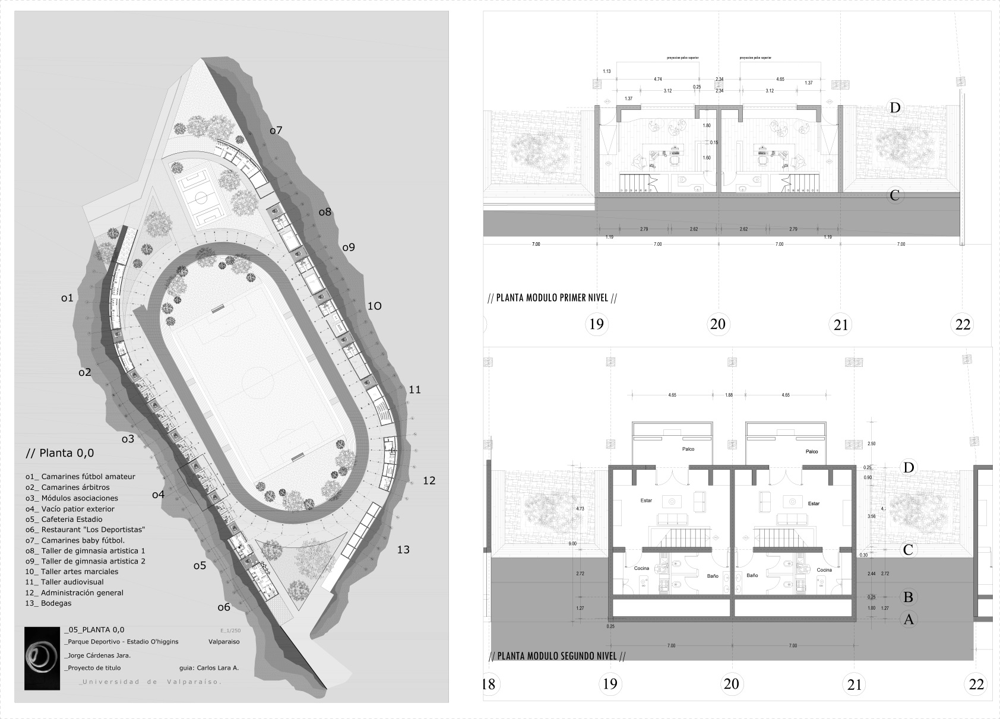 o7
o8
o9
o1
1O
o2
11
o3
// Planta 0,0
o1_ Camarines fútbol amateur
o2_ Camarines árbitros
o3_ Módulos asociaciones
o4_ Vacío patior exterior
o5_ Cafeteria Estadio
o6_ Restaurant "Los Deportistas"
o7_ Camarines baby fútbol.
o8_ Taller de gimnasia artistica 1
o9_ Taller de gimnasia artistica 2
10_ Taller artes marciales
11_ Taller audiovisual
12_ Administración general
13_ Bodegas
12
o4
13
o5
o6
_05_PLANTA 0,0 E_1/250
_Parque Deportivo - Estadio O'higgins Valparaiso
_Jorge Cárdenas Jara.
_Proyecto de titulo guia: Carlos Lara A.
_Universidad de Valparaíso.
proyeccion palco superior proyeccion palco superior
1.13
4.74 2.34 4.65
1.37
0.25
3.12 2.34 3.12
1.37
D
1.80
0.15
1.60
C
2.79 2.62 2.62 2.79
1.19 1.19
7.00 7.00 7.00 7.00
// PLANTA MODULO PRIMER NIVEL //
19 20 21 22
4.65 1.88 4.65
2.50
Palco Palco
0.25
D
0.90
Estar Estar
4.73
3.56
9.00
C
0.30
Cocina Baño Baño Cocina
2.72
2.44 2.72
0.25
B
1.27
1.00 1.27
A
0.25
7.00 7.00
// PLANTA MODULO SEGUNDO NIVEL //
18 19 20 21 22